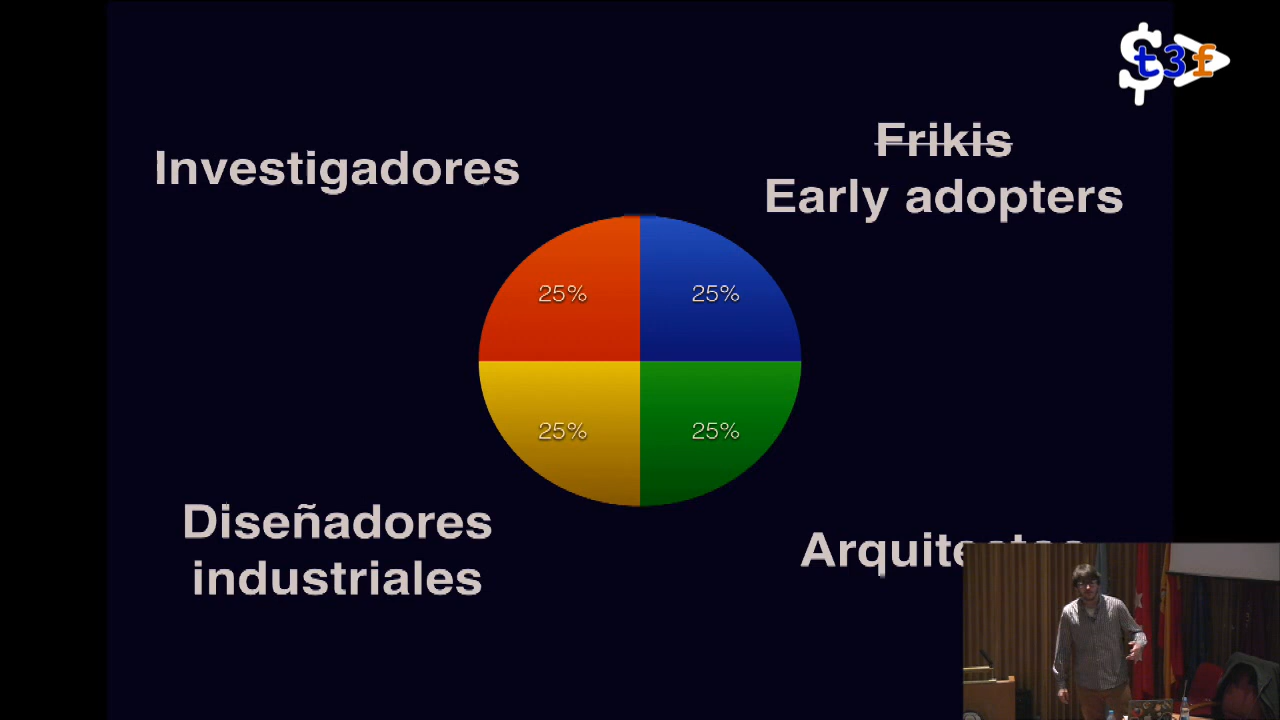 $t3f
Frikis
Investigadores
Early adopters
25%
25%
25%
25%
Diseñadores
industriales